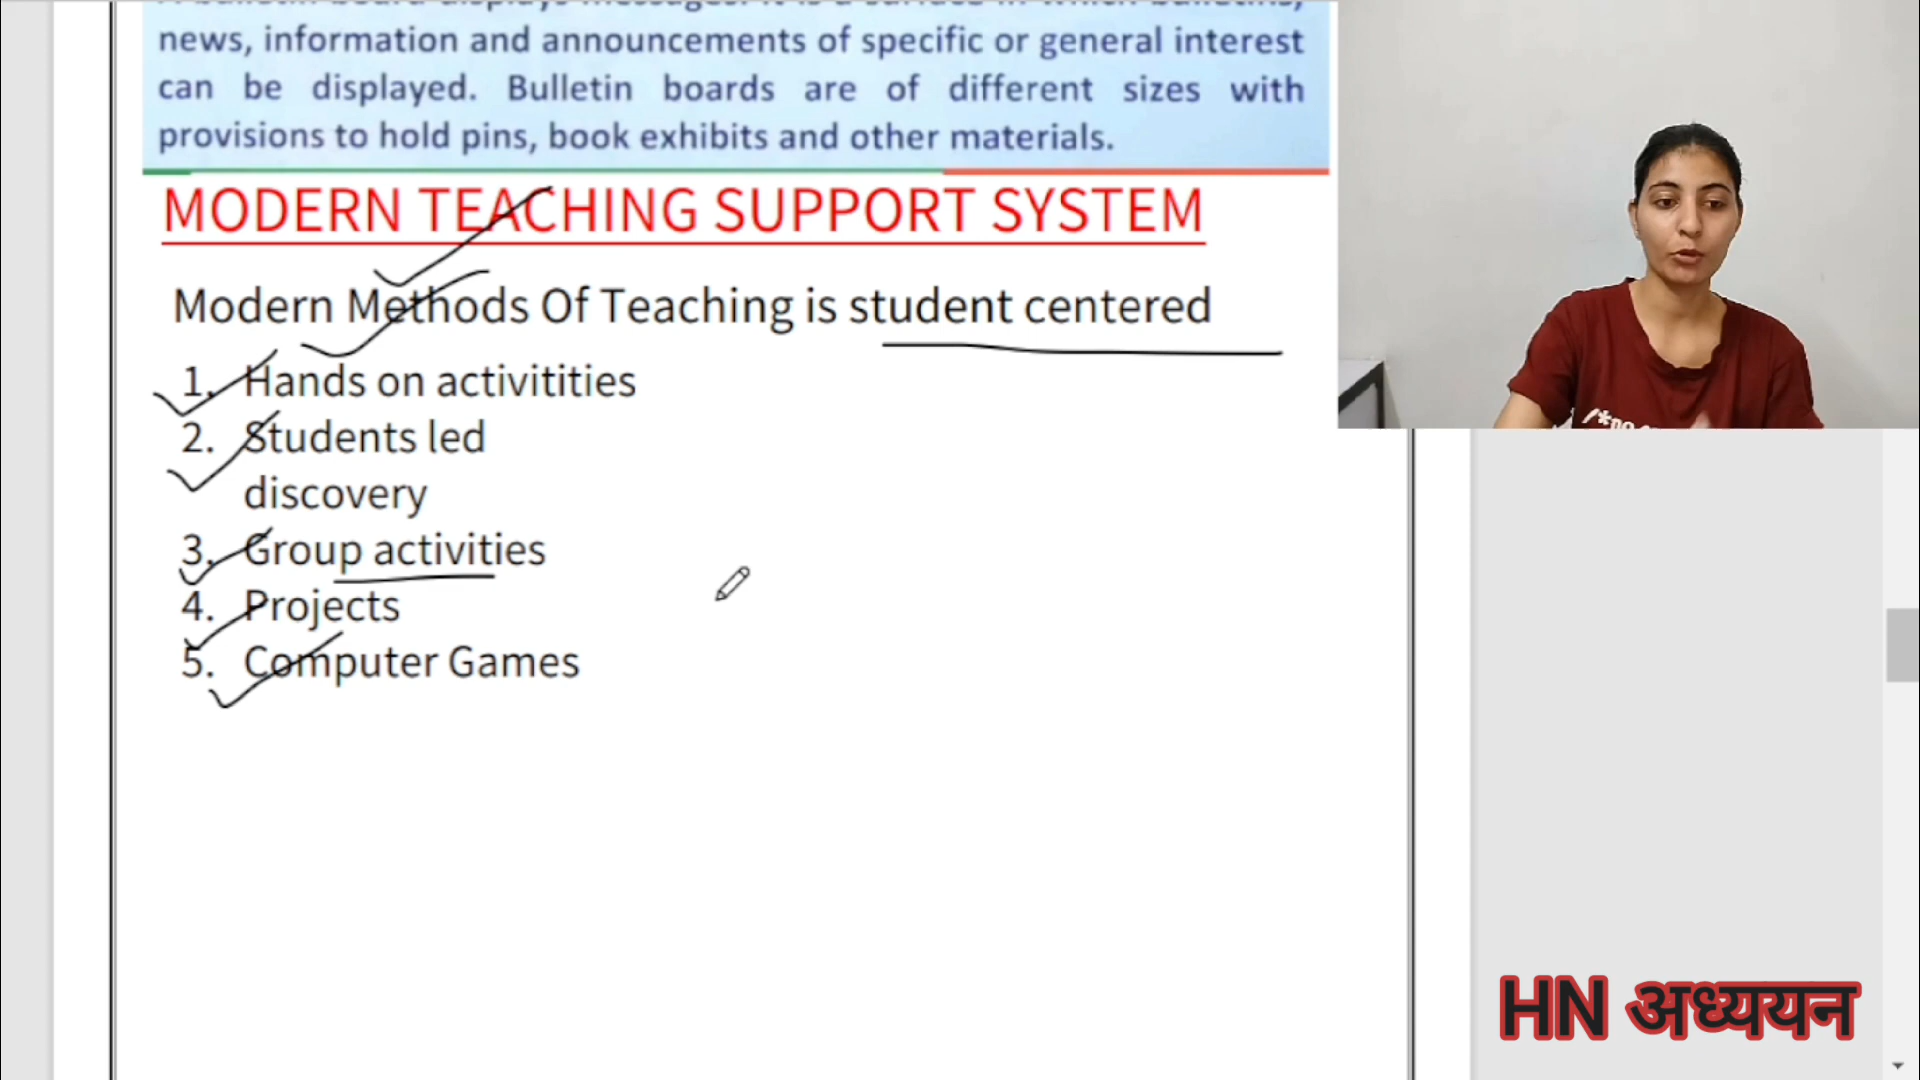 news, information and announcements of specific or general interest
can be displayed. Bulletin boards are of different sizes with
provisions to hold pins, book exhibits and other materials.
MODERN TEACHING SUPPORT SYSTEM
Modern Methods Of Teaching is student centered
1. Hands on activitities
2. Students led
discovery
3. Group activities
4. Projects
5. Computer Games
HN अध्ययन